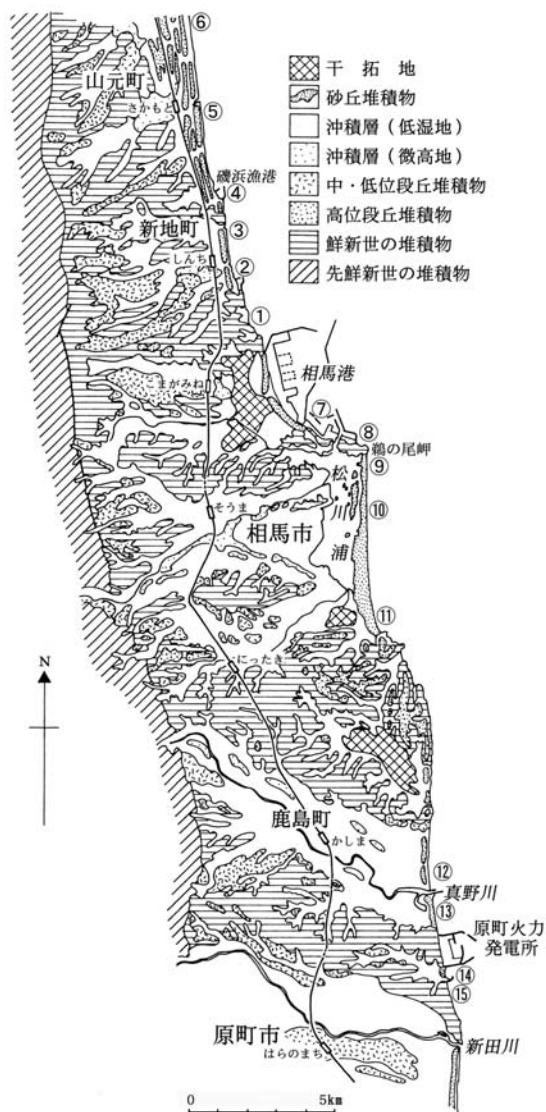 ⑥
山元町
さかもと
⑤
磯浜漁港
④
新地町
③
しんち
②
①
干拓地
砂丘堆積物
沖積層（低湿地）
沖積層（微高地）
中・低位段丘堆積物
高位段丘堆積物
鮮新世の堆積物
先鮮新世の堆積物
相馬港
こまがみね
⑦
⑧
鵜の尾岬
⑨
松川浦
⑩
そうま
相馬市
⑪
にったき
N
鹿島町
かしま
⑫
真野川
⑬
原町火力
発電所
⑭
⑮
原町市
はらのまち
新田川
0 5km